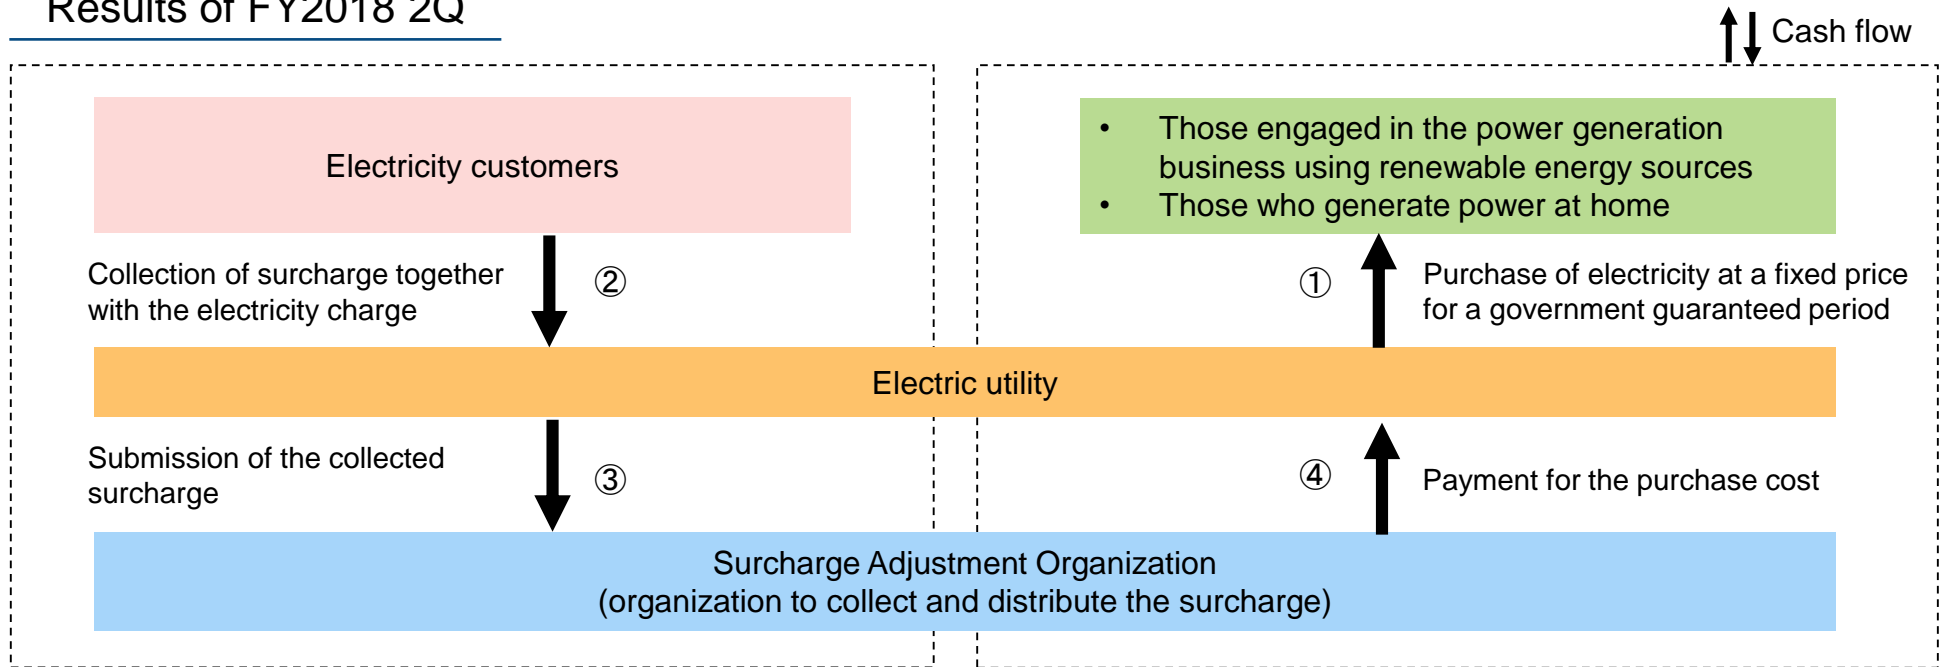 Results of FY2018 2Q
Cash flow
Electricity customers
• Those engaged in the power generation
business using renewable energy sources
• Those who generate power at home
Collection of surcharge together
with the electricity charge
②
①
Purchase of electricity at a fixed price
for a government guaranteed period
Electric utility
Submission of the collected
surcharge
③
④
Payment for the purchase cost
Surcharge Adjustment Organization
(organization to collect and distribute the surcharge)